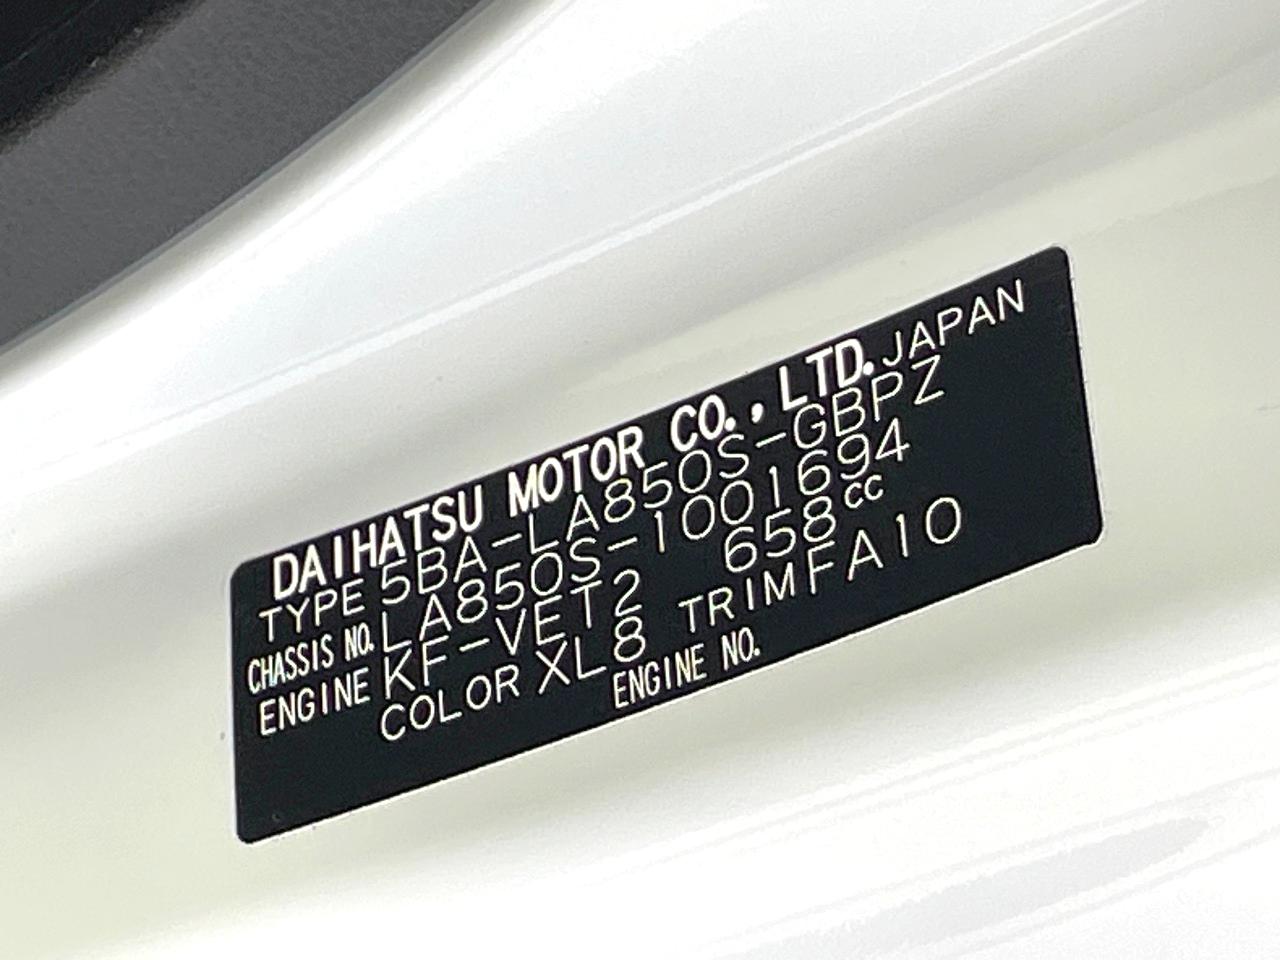 DAIHATSU MOTOR CO., LTD. JAPAN
TYPE 5BA-LA850S-GBPZ
CHASSIS NO. LA850S-1001694
ENGINE KF-VET2 658cc
COLOR XL8 TRIM FA10
ENGINE NO.